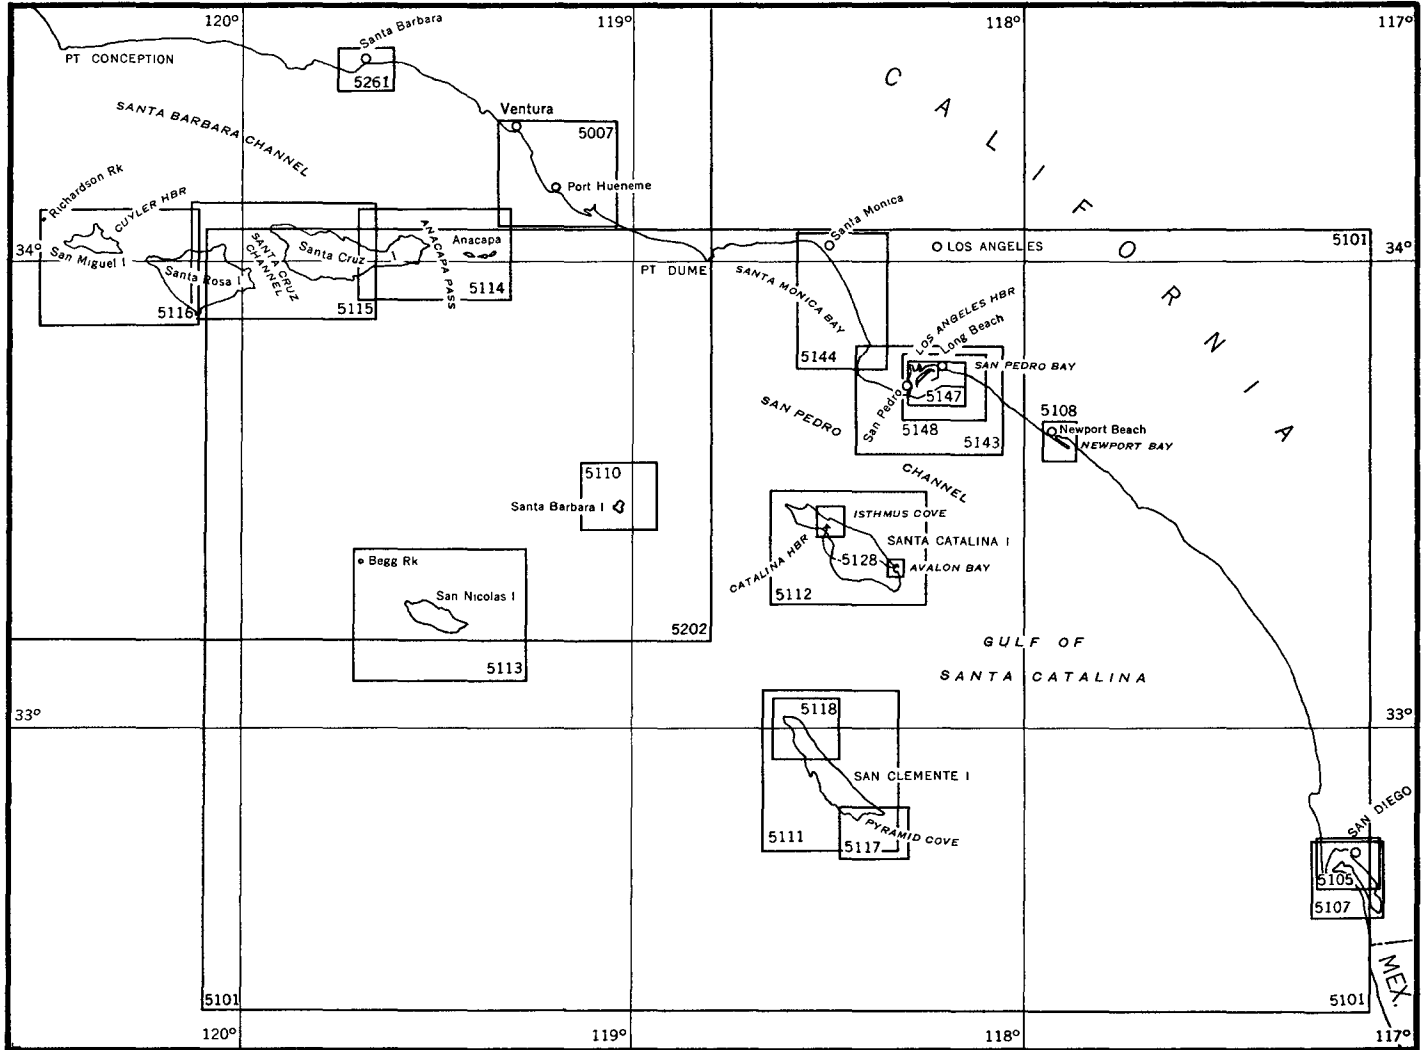 120°
119°
118°
117°
Santa Barbara
PT CONCEPTION
5261
C A L I F O R N I A
SANTA BARBARA CHANNEL
Ventura
5007
Port Hueneme
Richardson Rk
CUYLER HBR
34°
San Miguel I
Santa Rosa I
5116
SANTA CRUZ
CHANNEL
Santa Cruz I
5115
ANACAPA PASS
Anacapa
5114
PT DUME
Santa Monica
LOS ANGELES
5101
34°
SANTA MONICA BAY
5144
LOS ANGELES HBR
Long Beach
SAN PEDRO BAY
San Pedro
5147
5148
5143
SAN PEDRO
CHANNEL
5108
Newport Beach
NEWPORT BAY
5110
Santa Barbara I
ISTHMUS COVE
SANTA CATALINA I
CATALINA HBR
5128
AVALON BAY
5112
Begg Rk
San Nicolas I
5202
5113
GULF OF
SANTA CATALINA
33°
33°
5118
SAN CLEMENTE I
PYRAMID COVE
5111
5117
SAN DIEGO
5105
5107
MEX.
5101
5101
120°
119°
118°
117°